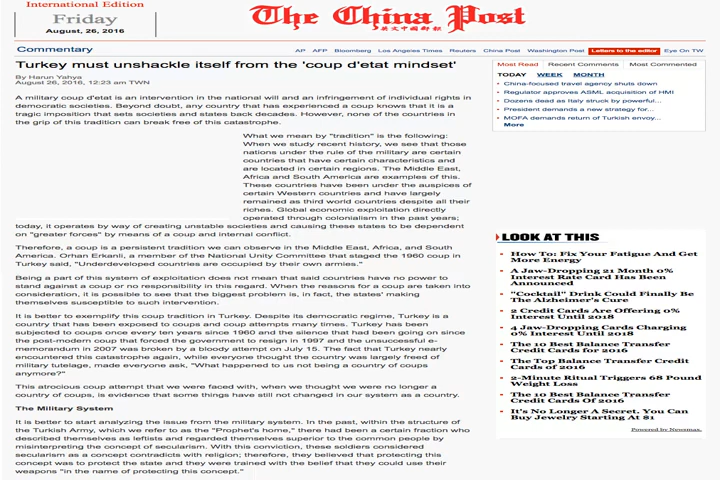 International Edition
Friday
August, 26, 2016
The China Post
英文中國郵報
Commentary
AP AFP Bloomberg Los Angeles Times Reuters China Post Washington Post Letters to the editor Eye On TW
Turkey must unshackle itself from the 'coup d'etat mindset'
By Harun Yahya
August 26, 2016, 12:23 am TWN
A military coup d'etat is an intervention in the national will and an infringement of individual rights in
democratic societies. Beyond doubt, any country that has experienced a coup knows that it is a
tragic imposition that sets societies and states back decades. However, none of the countries in
the grip of this tradition can break free of this catastrophe.
What we mean by "tradition" is the following:
When we study recent history, we see that those
nations under the rule of the military are certain
countries that have certain characteristics and
are located in certain regions. The Middle East,
Africa and South America are examples of this.
These countries have been under the auspices of
certain Western countries and have largely
remained as third world countries despite all their
riches. Global economic exploitation directly
operated through colonialism in the past years;
today, it operates by way of creating unstable societies and causing these states to be dependent
on "greater forces" by means of a coup and internal conflict.
Therefore, a coup is a persistent tradition we can observe in the Middle East, Africa, and South
America. Orhan Erkanli, a member of the National Unity Committee that staged the 1960 coup in
Turkey said, "Underdeveloped countries are occupied by their own armies."
Being a part of this system of exploitation does not mean that said countries have no power to
stand against a coup or no responsibility in this regard. When the reasons for a coup are taken into
consideration, it is possible to see that the biggest problem is, in fact, the states' making
themselves susceptible to such intervention.
It is better to exemplify this coup tradition in Turkey. Despite its democratic regime, Turkey is a
country that has been exposed to coups and coup attempts many times. Turkey has been
subjected to coups once every ten years since 1960 and the silence that had been going on since
the post-modern coup that forced the government to resign in 1997 and the unsuccessful e-
memorandum in 2007 was broken by a bloody attempt on July 15. The fact that Turkey nearly
encountered this catastrophe again, while everyone thought the country was largely freed of
military tutelage, made everyone ask, "What happened to us not being a country of coups
anymore?"
This atrocious coup attempt that we were faced with, when we thought we were no longer a
country of coups, is evidence that some things have still not changed in our system as a country.
The Military System
It is better to start analyzing the issue from the military system. In the past, within the structure of
the Turkish Army, which we refer to as the "Prophet's home," there had been a certain fraction who
described themselves as leftists and regarded themselves superior to the common people by
misinterpreting the concept of secularism. With this conviction, these soldiers considered
secularism as a concept contradicts with religion; therefore, they believed that protecting this
concept was to protect the state and they were trained with the belief that they could use their
weapons "in the name of protecting this concept."
Most Read Recent Comments Most Commented
TODAY WEEK MONTH
China-focused travel agency shuts down
Regulator approves ASML acquisition of HMI
Dozens dead as Italy struck by powerful...
President demands a new strategy for...
MOFA demands return of Turkish envoy...
More
LOOK AT THIS
How To: Fix Your Fatigue And Get
More Energy
A Jaw-Dropping 21 Month 0%
Interest Rate Card Has Been
Announced
"Cocktail" Drink Could Finally Be
The Alzheimer's Cure
2 Credit Cards Are Offering 0%
Interest Until 2018
4 Jaw-Dropping Cards Charging
0% Interest Until 2018
The 10 Best Balance Transfer
Credit Cards for 2016
The Top Balance Transfer Credit
Cards of 2016
2-Minute Ritual Triggers 68 Pound
Weight Loss
The 10 Best Balance Transfer
Credit Cards Of 2016
It's No Longer A Secret. You Can
Buy Jewelry Starting At $1
Powered by Newsmax.